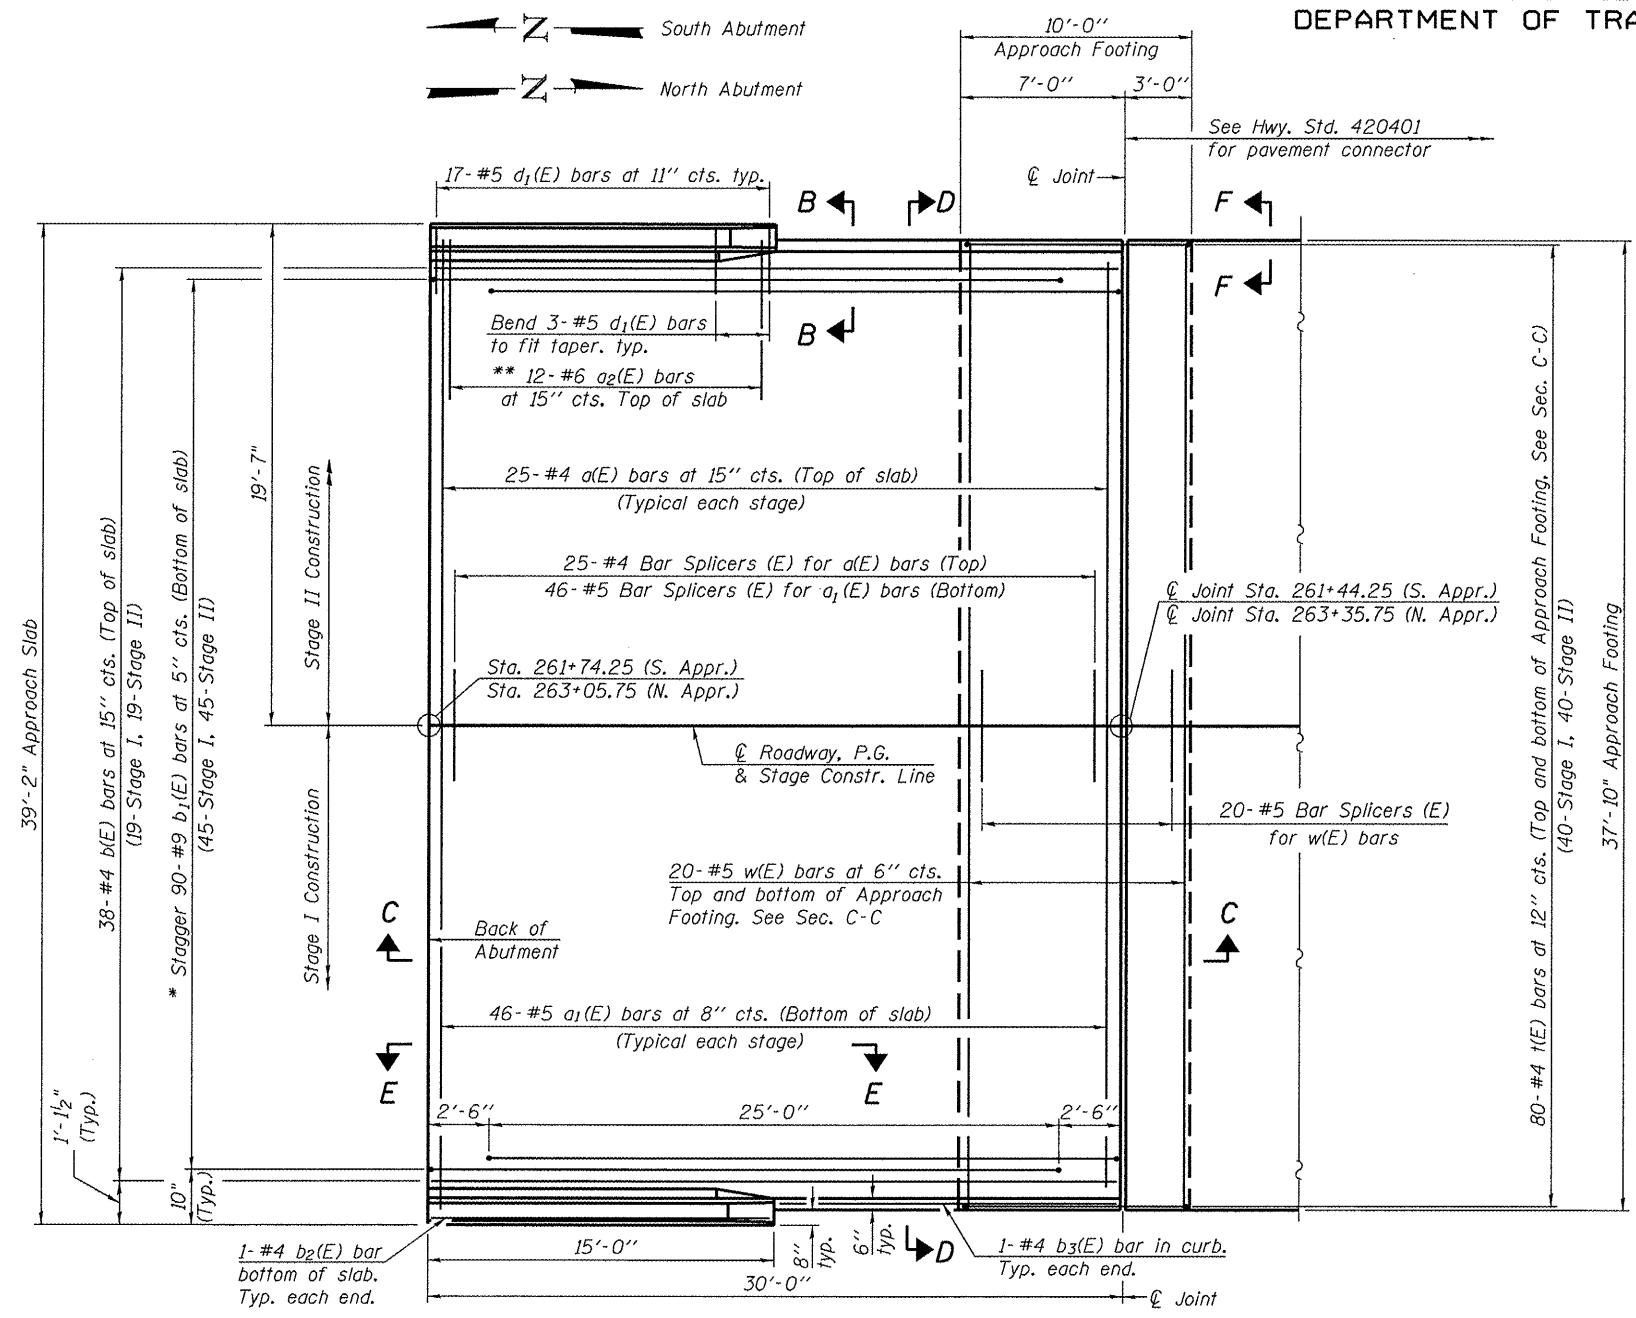 DEPARTMENT OF TRA
N South Abutment
N North Abutment
10'-0"
Approach Footing
7'-0"
3'-0"
See Hwy. Std. 420401
for pavement connector
℄ Joint
17-#5 d1(E) bars at 11" cts. typ.
B
D
F
F
B
Bend 3-#5 d1(E) bars
to fit taper. typ.
** 12-#6 a2(E) bars
at 15" cts. Top of slab
25-#4 a(E) bars at 15" cts. (Top of slab)
(Typical each stage)
25-#4 Bar Splicers (E) for a(E) bars (Top)
46-#5 Bar Splicers (E) for a1(E) bars (Bottom)
℄ Joint Sta. 261+44.25 (S. Appr.)
℄ Joint Sta. 263+35.75 (N. Appr.)
Sta. 261+74.25 (S. Appr.)
Sta. 263+05.75 (N. Appr.)
℄ Roadway, P.G.
& Stage Constr. Line
20-#5 Bar Splicers (E)
for w(E) bars
20-#5 w(E) bars at 6" cts.
Top and bottom of Approach
Footing. See Sec. C-C
C
C
Back of
Abutment
46-#5 a1(E) bars at 8" cts. (Bottom of slab)
(Typical each stage)
E
E
2'-6"
25'-0"
2'-6"
39'-2" Approach Slab
38-#4 b(E) bars at 15" cts. (Top of slab)
(19-Stage I, 19-Stage II)
* Stagger 90-#9 b1(E) bars at 5" cts. (Bottom of slab)
(45-Stage I, 45-Stage II)
19'-7"
Stage II Construction
Stage I Construction
80-#4 t(E) bars at 12" cts. (Top and bottom of Approach Footing. See Sec. C-C)
(40-Stage I, 40-Stage II)
37'-10" Approach Footing
1'-1½"
(Typ.)
10"
(Typ.)
1-#4 b2(E) bar
bottom of slab.
Typ. each end.
15'-0"
8"
typ.
6"
typ.
D
1-#4 b3(E) bar in curb.
Typ. each end.
30'-0"
℄ Joint